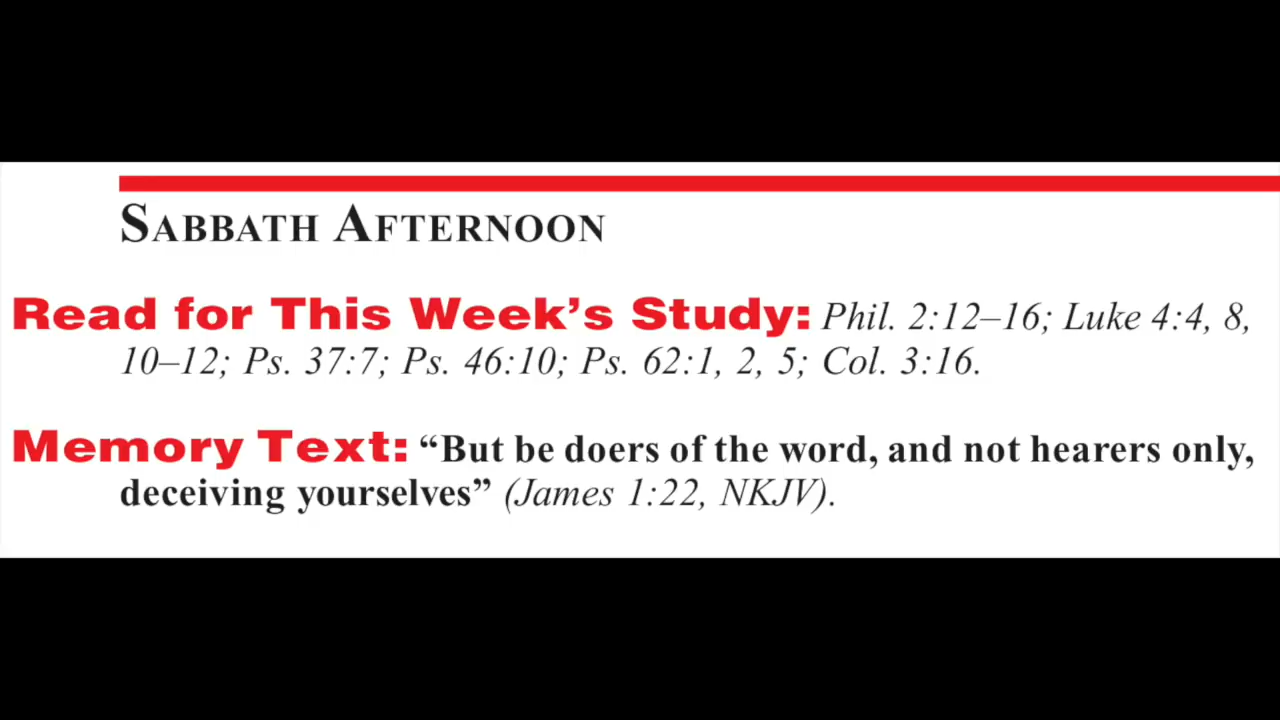 SABBATH AFTERNOON
Read for This Week’s Study: Phil. 2:12–16; Luke 4:4, 8,
10–12; Ps. 37:7; Ps. 46:10; Ps. 62:1, 2, 5; Col. 3:16.
Memory Text: “But be doers of the word, and not hearers only,
deceiving yourselves” (James 1:22, NKJV).